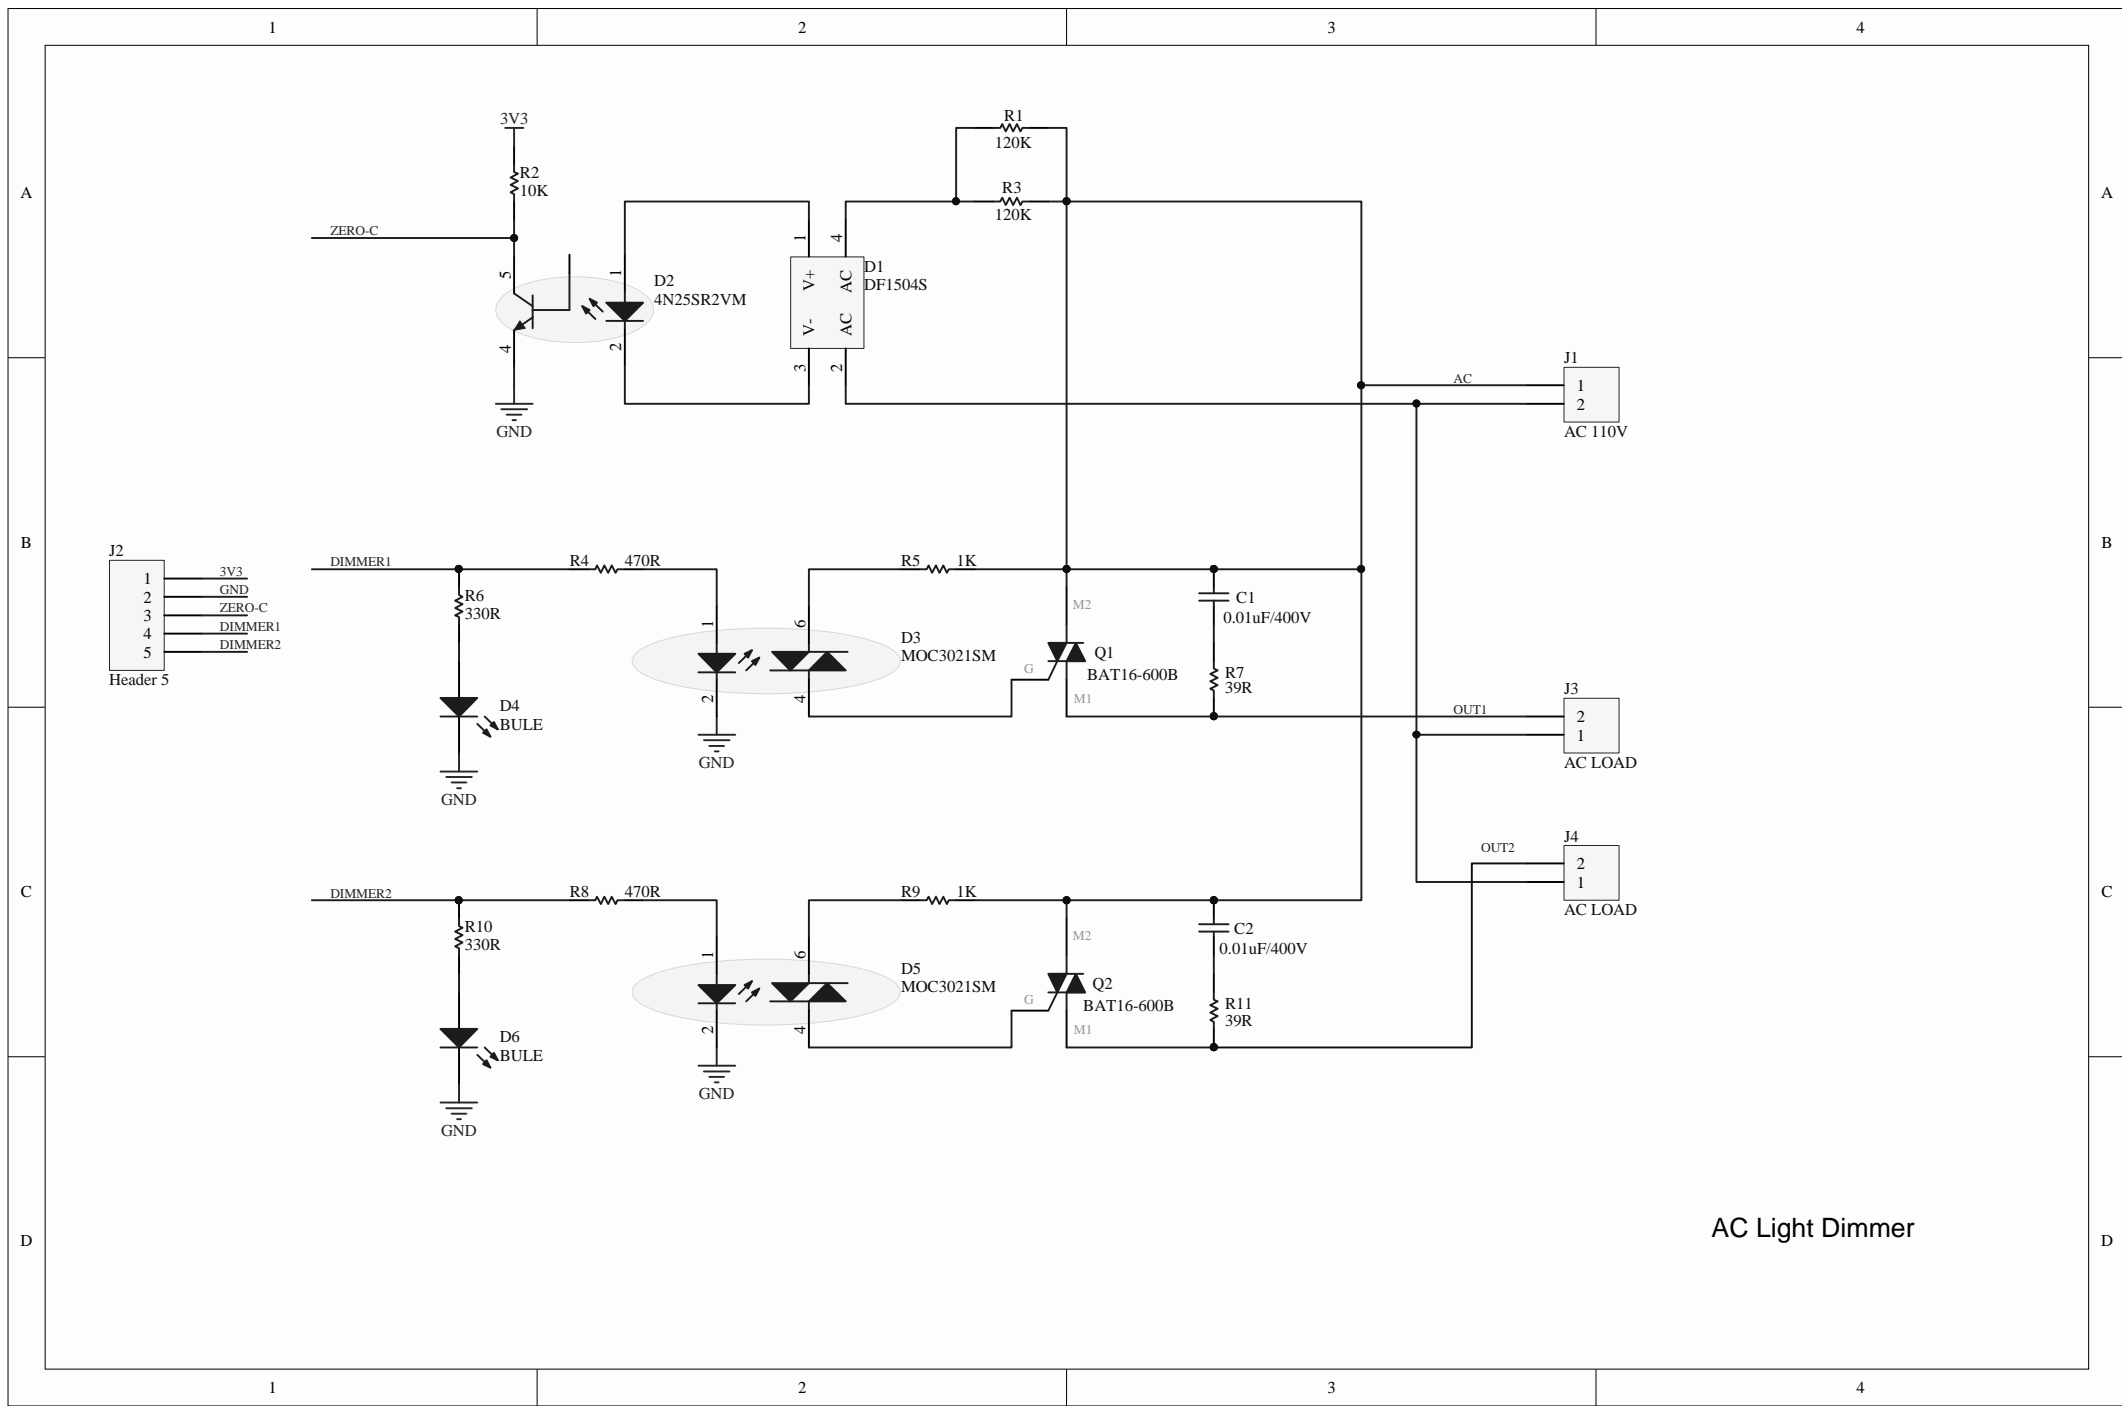 1 2 3 4
A A
3V3
R2
10K
ZERO-C
5
4
GND
1
2
D2
4N25SR2VM
1
4
V+ AC
V- AC
3
2
D1
DF1504S
R1
120K
R3
120K
J1
AC
1
2
AC 110V
B B
J2
1 3V3
2 GND
3 ZERO-C
4 DIMMER1
5 DIMMER2
Header 5
DIMMER1
R4 470R
R6
330R
D4
BULE
GND
1
2
GND
6
4
D3
MOC3021SM
R5 1K
M2
G
M1
Q1
BAT16-600B
C1
0.01uF/400V
R7
39R
OUT1
J3
2
1
AC LOAD
C C
DIMMER2
R8 470R
R10
330R
D6
BULE
GND
1
2
GND
6
4
D5
MOC3021SM
R9 1K
M2
G
M1
Q2
BAT16-600B
C2
0.01uF/400V
R11
39R
OUT2
J4
2
1
AC LOAD
D D
AC Light Dimmer
1 2 3 4